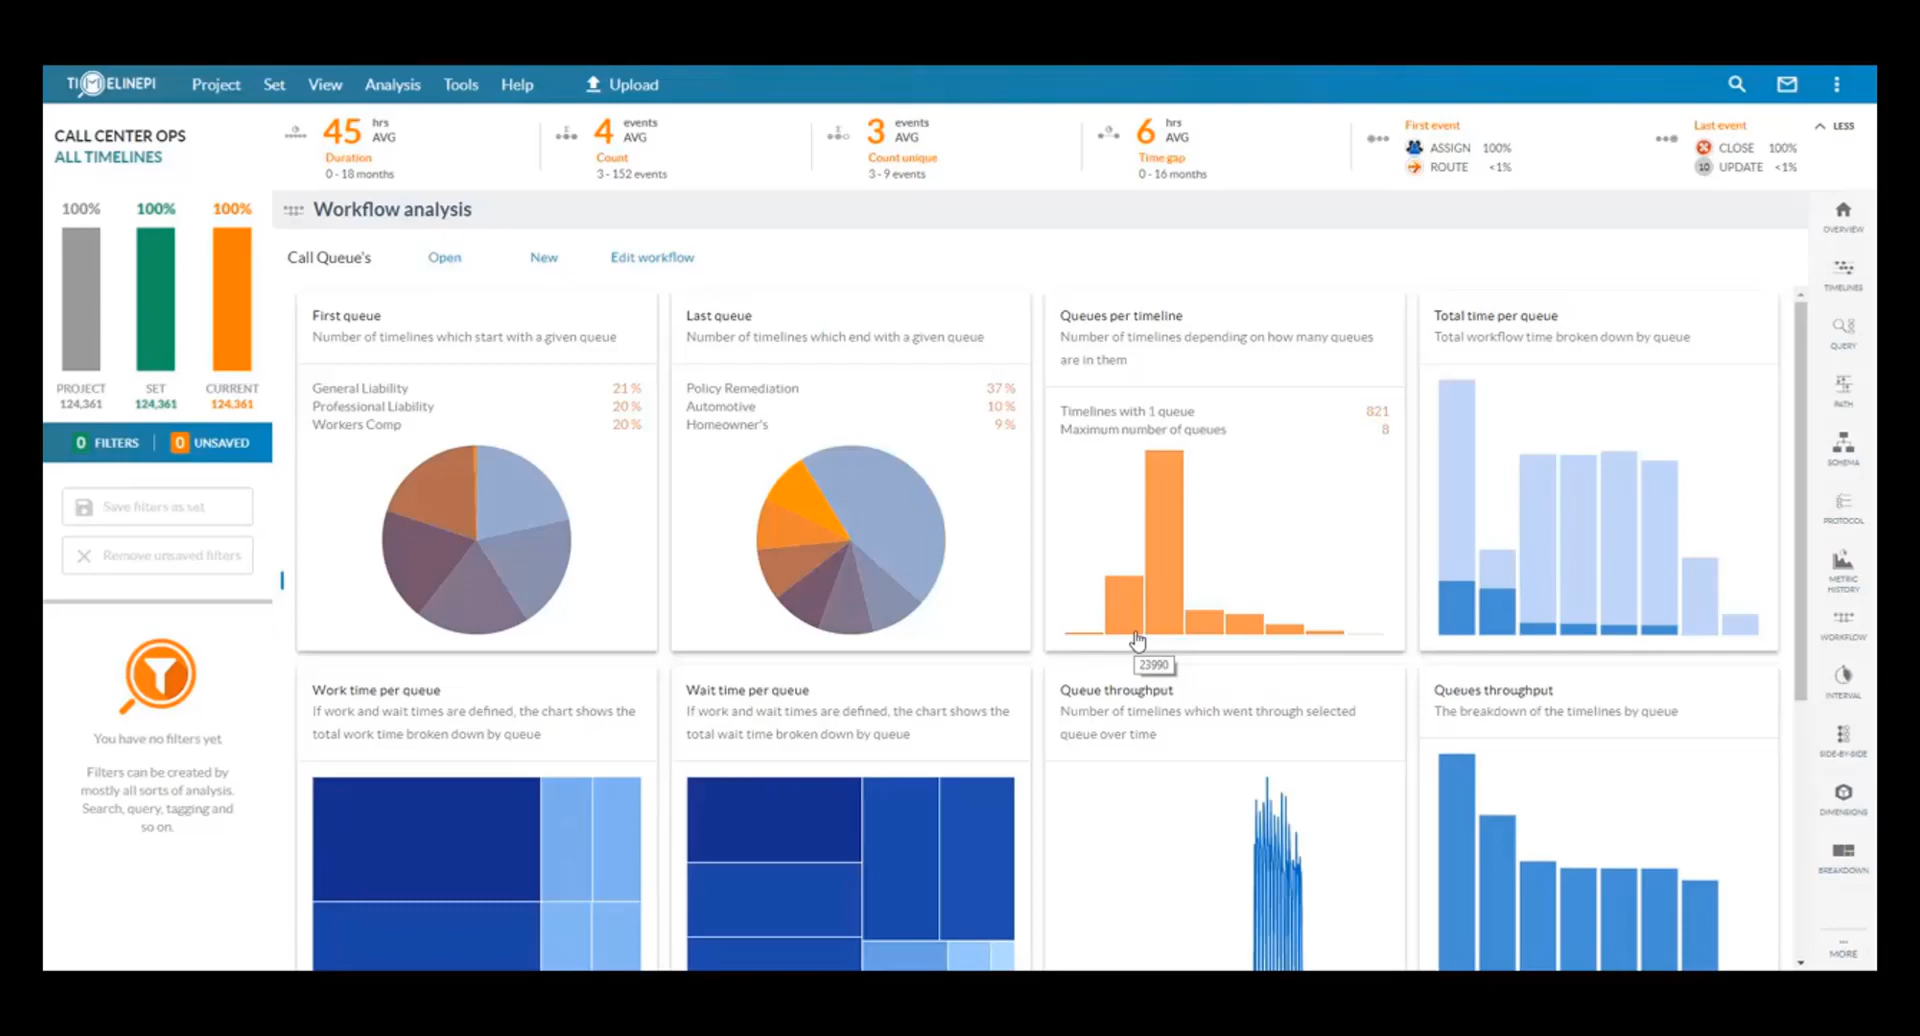 TIMELINEPI
Project Set View Analysis Tools Help Upload
CALL CENTER OPS
ALL TIMELINES
45 hrs AVG
Duration
0 - 18 months
4 events AVG
Count
3 - 152 events
3 events AVG
Count unique
3 - 9 events
6 hrs AVG
Time gap
0 - 16 months
First event
ASSIGN 100%
ROUTE <1%
Last event
CLOSE 100%
10 UPDATE <1%
LESS
100% 100% 100%
PROJECT SET CURRENT
124,361 124,361 124,361
0 FILTERS 0 UNSAVED
Save filters as set
Remove unsaved filters
You have no filters yet
Filters can be created by
mostly all sorts of analysis.
Search, query, tagging and
so on.
Workflow analysis
Call Queue's Open New Edit workflow
First queue
Number of timelines which start with a given queue
General Liability 21 %
Professional Liability 20 %
Workers Comp 20 %
Last queue
Number of timelines which end with a given queue
Policy Remediation 37 %
Automotive 10 %
Homeowner's 9 %
Queues per timeline
Number of timelines depending on how many queues
are in them
Timelines with 1 queue 821
Maximum number of queues 8
23990
Total time per queue
Total workflow time broken down by queue
Work time per queue
If work and wait times are defined, the chart shows the
total work time broken down by queue
Wait time per queue
If work and wait times are defined, the chart shows the
total wait time broken down by queue
Queue throughput
Number of timelines which went through selected
queue over time
Queues throughput
The breakdown of the timelines by queue
OVERVIEW
TIMELINES
QUERY
PATH
SCHEMA
PROTOCOL
METRIC
HISTORY
WORKFLOW
INTERVAL
SIDE-BY-SIDE
DIMENSIONS
BREAKDOWN
...
MORE